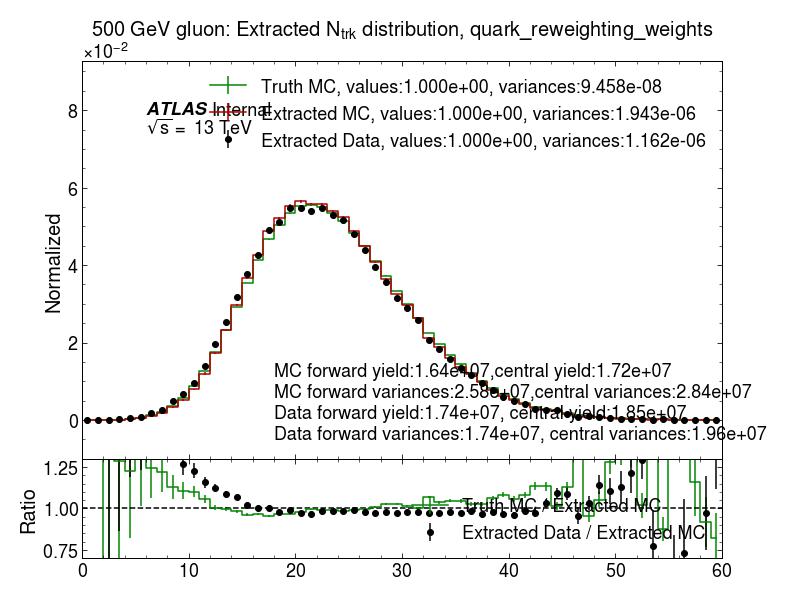 500 GeV gluon: Extracted Ntrk distribution, quark_reweighting_weights
×10−2
Truth MC, values:1.000e+00, variances:9.458e-08
ATLAS Internal
Extracted MC, values:1.000e+00, variances:1.943e-06
√s = 13 TeV
Extracted Data, values:1.000e+00, variances:1.162e-06
8
6
4
2
0
Normalized
MC forward yield:1.64e+07,central yield:1.72e+07
MC forward variances:2.58e+07,central variances:2.84e+07
Data forward yield:1.74e+07, central yield:1.85e+07
Data forward variances:1.74e+07, central variances:1.96e+07
1.25
1.00
0.75
Ratio
Truth MC / Extracted MC
Extracted Data / Extracted MC
0 10 20 30 40 50 60